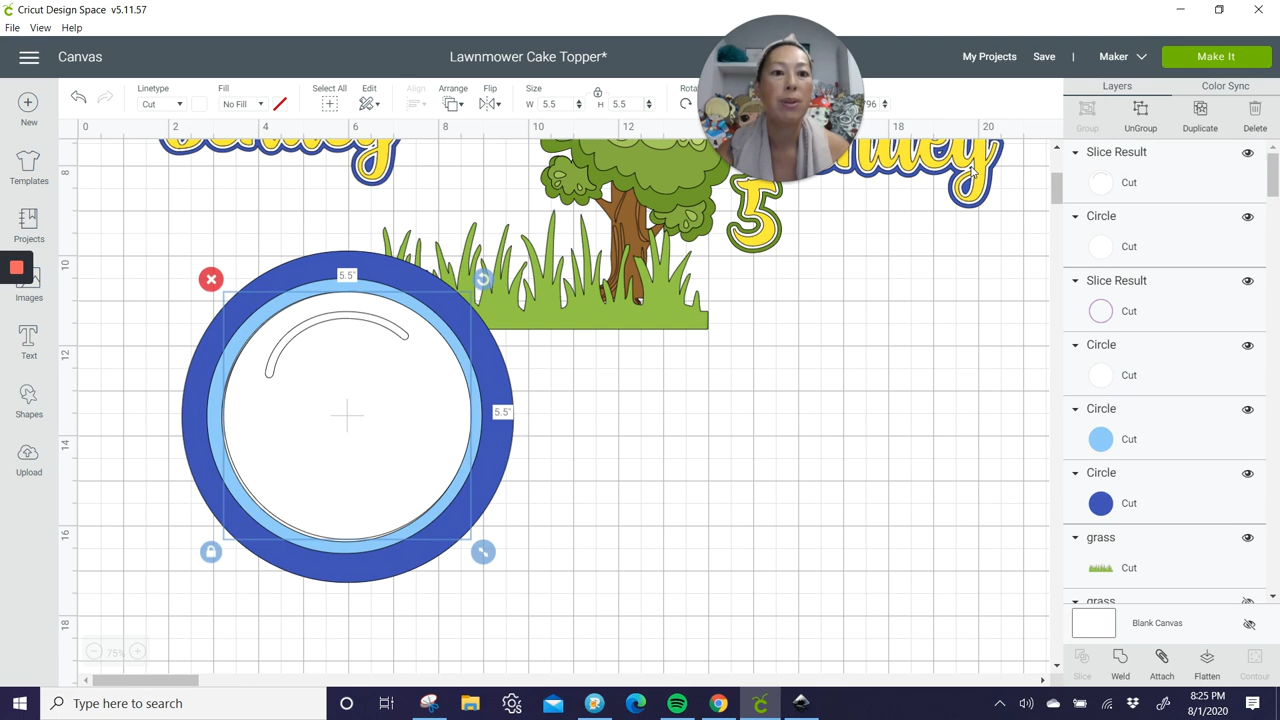 Cricut Design Space v5.11.57
File View Help
Canvas
Lawnmower Cake Topper*
My Projects Save | Maker Make It
Linetype
Cut
Fill
No Fill
Select All
Edit
Align
Arrange
Flip
Size
W 5.5 H 5.5
Layers Color Sync
Group UnGroup Duplicate Delete
New
Templates
Projects
Images
Text
Shapes
Upload
0 2 4 6 8 10 12 18 20
8
10
12
14
16
18
5
5.5"
5.5"
Slice Result
Cut
Circle
Cut
Slice Result
Cut
Circle
Cut
Circle
Cut
Circle
Cut
grass
Cut
grass
Blank Canvas
Slice Weld Attach Flatten Contour
75%
Type here to search
8:25 PM
8/1/2020